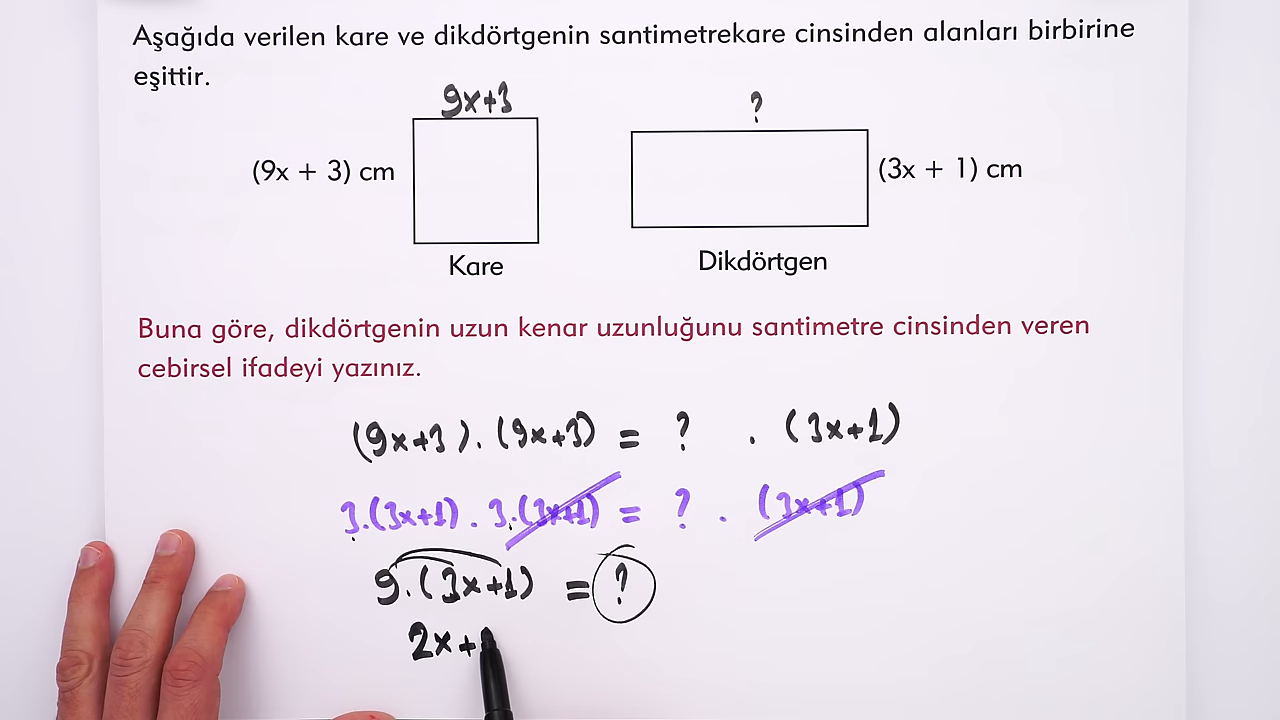 Aşağıda verilen kare ve dikdörtgenin santimetrekare cinsinden alanları birbirine
eşittir.
9x+3 ?
(9x + 3) cm (3x + 1) cm
Kare Dikdörtgen
Buna göre, dikdörtgenin uzun kenar uzunluğunu santimetre cinsinden veren
cebirsel ifadeyi yazınız.
(9x+3).(9x+3) = ? . (3x+1)
3.(3x+1).3.(3x+1) = ? . (3x+1)
9.(3x+1) = ?
2x+